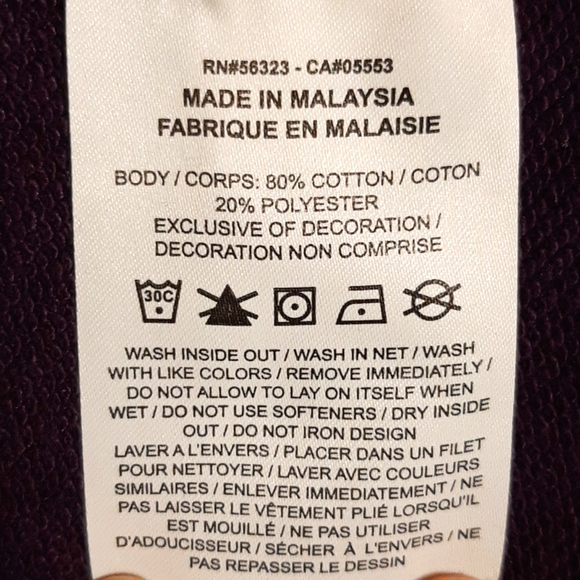 RN#56323 - CA#05553
MADE IN MALAYSIA
FABRIQUE EN MALAISIE
BODY / CORPS: 80% COTTON / COTON
20% POLYESTER
EXCLUSIVE OF DECORATION /
DECORATION NON COMPRISE
30C
WASH INSIDE OUT / WASH IN NET / WASH
WITH LIKE COLORS / REMOVE IMMEDIATELY /
DO NOT ALLOW TO LAY ON ITSELF WHEN
WET / DO NOT USE SOFTENERS / DRY INSIDE
OUT / DO NOT IRON DESIGN
LAVER A L'ENVERS / PLACER DANS UN FILET
POUR NETTOYER / LAVER AVEC COULEURS
SIMILAIRES / ENLEVER IMMEDIATEMENT / NE
PAS LAISSER LE VÊTEMENT PLIÉ LORSQU'IL
EST MOUILLÉ / NE PAS UTILISER
D'ADOUCISSEUR / SÉCHER À L'ENVERS / NE
PAS REPASSER LE DESSIN